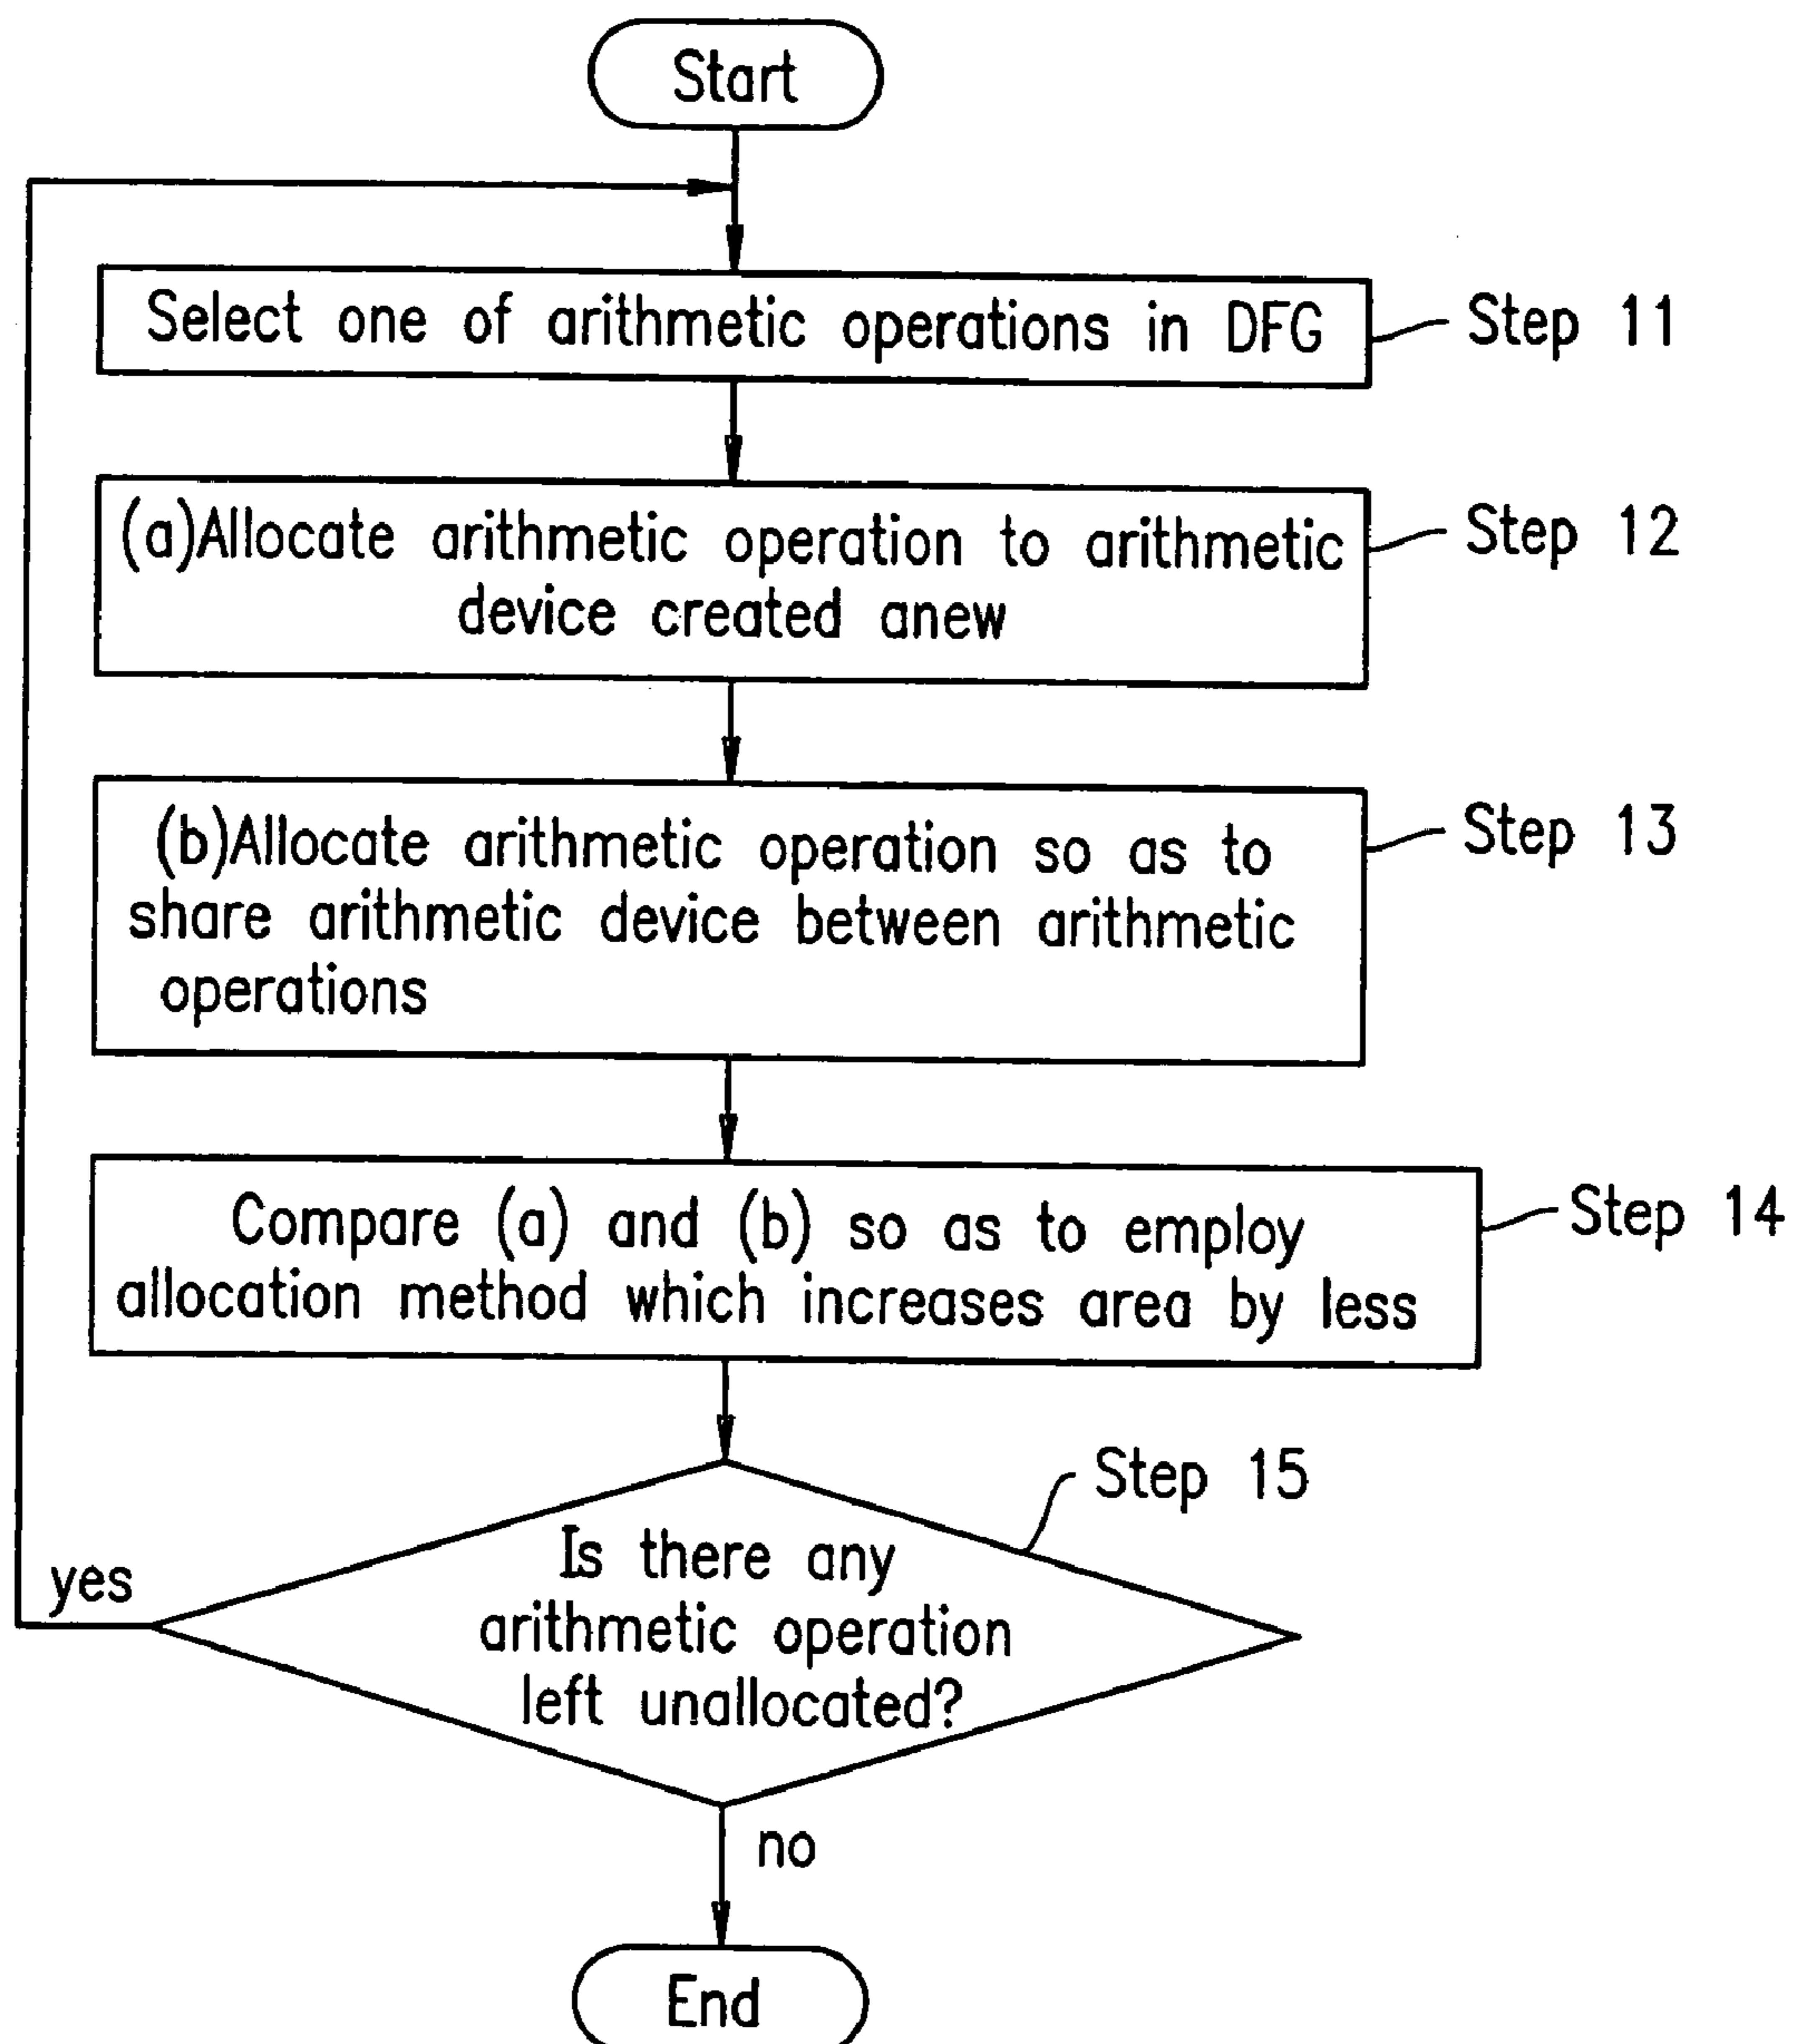 Start
Select one of arithmetic operations in DFG
Step 11
(a)Allocate arithmetic operation to arithmetic
device created anew
Step 12
(b)Allocate arithmetic operation so as to
share arithmetic device between arithmetic
operations
Step 13
Compare (a) and (b) so as to employ
allocation method which increases area by less
Step 14
Step 15
Is there any
arithmetic operation
left unallocated?
yes
no
End